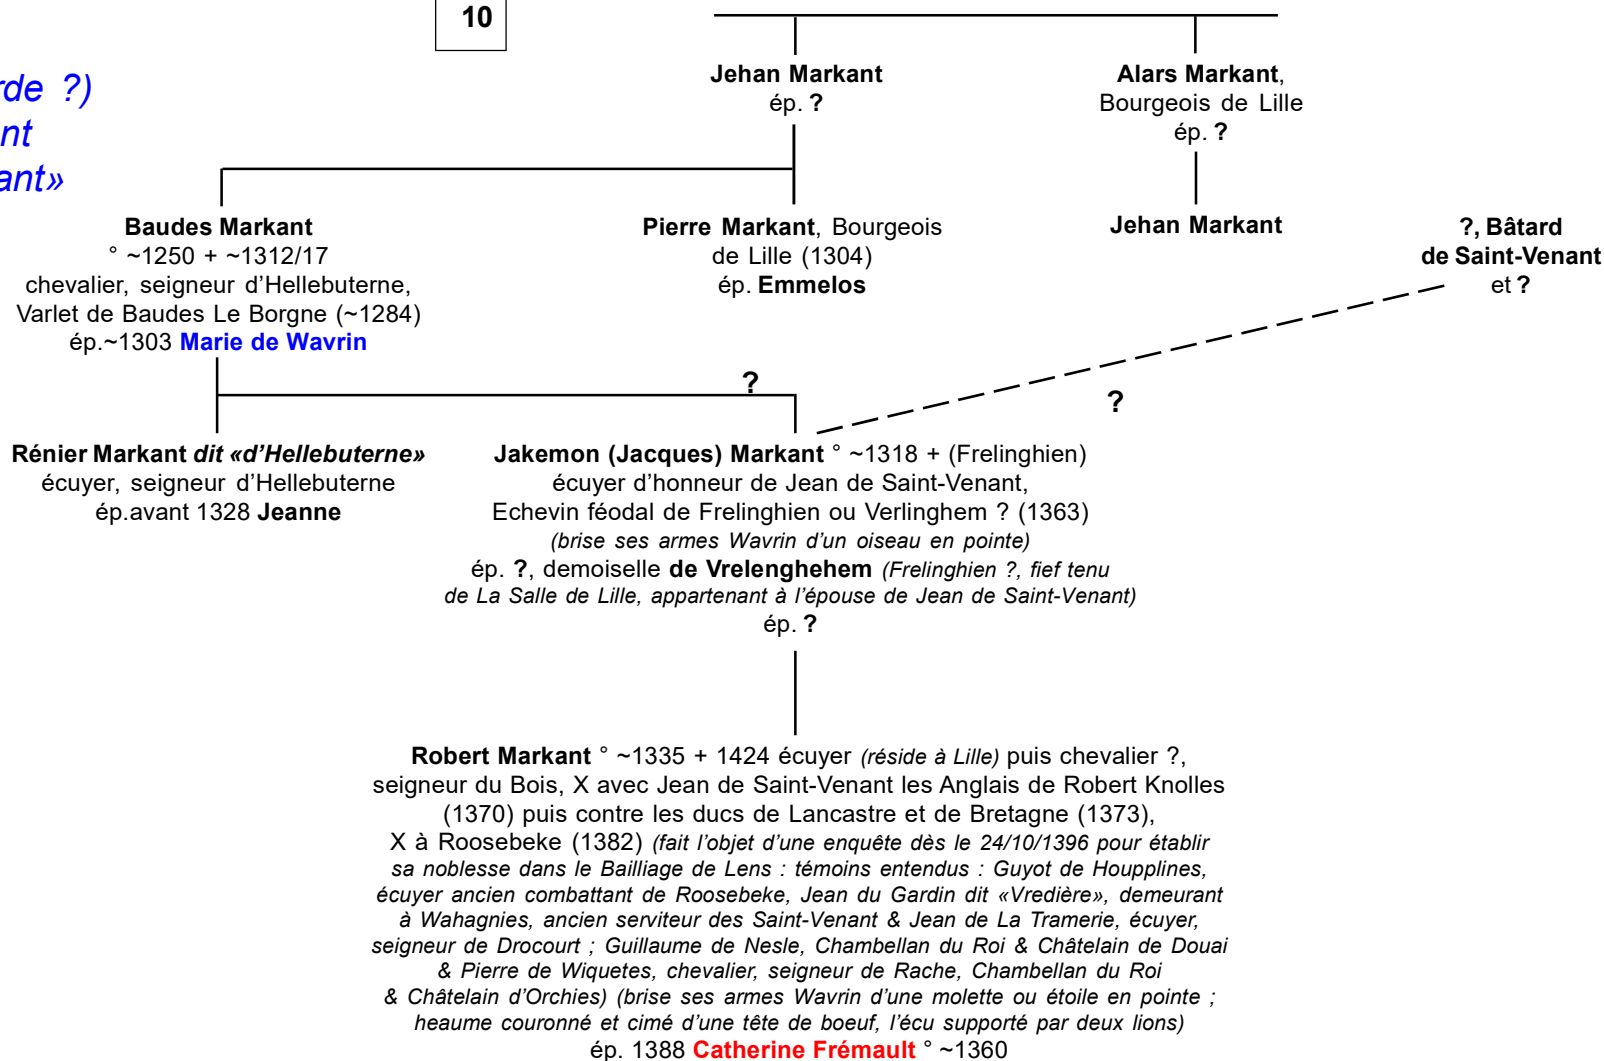 10
rde ?)
nt
ant»
Jehan Markant
ép. ?
Alars Markant,
Bourgeois de Lille
ép. ?
Baudes Markant
° ~1250 + ~1312/17
chevalier, seigneur d’Hellebuterne,
Varlet de Baudes Le Borgne (~1284)
ép.~1303 Marie de Wavrin
Pierre Markant, Bourgeois
de Lille (1304)
ép. Emmelos
Jehan Markant
?, Bâtard
de Saint-Venant
et ?
?
?
Rénier Markant dit «d’Hellebuterne»
écuyer, seigneur d’Hellebuterne
ép.avant 1328 Jeanne
Jakemon (Jacques) Markant ° ~1318 + (Frelinghien)
écuyer d’honneur de Jean de Saint-Venant,
Echevin féodal de Frelinghien ou Verlinghem ? (1363)
(brise ses armes Wavrin d’un oiseau en pointe)
ép. ?, demoiselle de Vrelenghehem (Frelinghien ?, fief tenu
de La Salle de Lille, appartenant à l’épouse de Jean de Saint-Venant)
ép. ?
Robert Markant ° ~1335 + 1424 écuyer (réside à Lille) puis chevalier ?,
seigneur du Bois, X avec Jean de Saint-Venant les Anglais de Robert Knolles
(1370) puis contre les ducs de Lancastre et de Bretagne (1373),
X à Roosebeke (1382) (fait l’objet d’une enquête dès le 24/10/1396 pour établir
sa noblesse dans le Bailliage de Lens : témoins entendus : Guyot de Houpplines,
écuyer ancien combattant de Roosebeke, Jean du Gardin dit «Vredière», demeurant
à Wahagnies, ancien serviteur des Saint-Venant & Jean de La Tramerie, écuyer,
seigneur de Drocourt ; Guillaume de Nesle, Chambellan du Roi & Châtelain de Douai
& Pierre de Wiquetes, chevalier, seigneur de Rache, Chambellan du Roi
& Châtelain d’Orchies) (brise ses armes Wavrin d’une molette ou étoile en pointe ;
heaume couronné et cimé d’une tête de boeuf, l’écu supporté par deux lions)
ép. 1388 Catherine Frémault ° ~1360